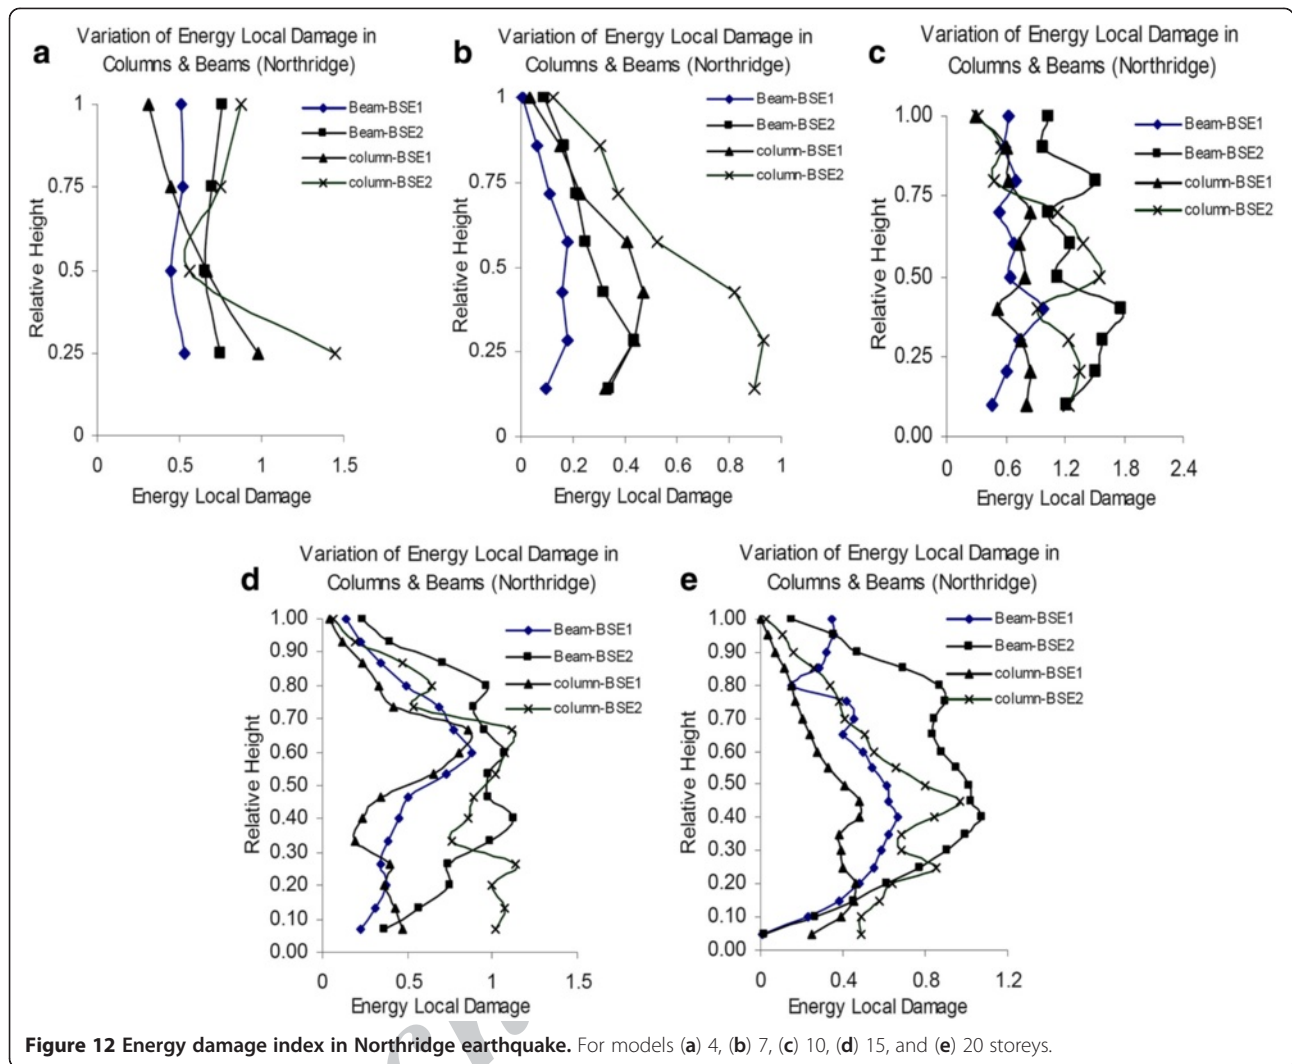 a
Variation of Energy Local Damage in
Columns & Beams (Northridge)
1
0.75
0.5
0.25
0
Relative Height
0 0.5 1 1.5
Energy Local Damage
Beam-BSE1
Beam-BSE2
column-BSE1
column-BSE2
b
Variation of Energy Local Damage in
Columns & Beams (Northridge)
1
0.75
0.5
0.25
0
Relative Height
0 0.2 0.4 0.6 0.8 1
Energy Local Damage
Beam-BSE1
Beam-BSE2
column-BSE1
column-BSE2
c
Variation of Energy Local Damage in
Columns & Beams (Northridge)
1.00
0.75
0.50
0.25
0.00
Relative Height
0 0.6 1.2 1.8 2.4
Energy Local Damage
Beam-BSE1
Beam-BSE2
column-BSE1
column-BSE2
d
Variation of Energy Local Damage in
Columns & Beams (Northridge)
1.00
0.90
0.80
0.70
0.60
0.50
0.40
0.30
0.20
0.10
0.00
Relative Height
0 0.5 1 1.5
Energy Local Damage
Beam-BSE1
Beam-BSE2
column-BSE1
column-BSE2
e
Variation of Energy Local Damage in
Columns & Beams (Northridge)
1.00
0.90
0.80
0.70
0.60
0.50
0.40
0.30
0.20
0.10
0.00
Relative Height
0 0.4 0.8 1.2
Energy Local Damage
Beam-BSE1
Beam-BSE2
column-BSE1
column-BSE2
Figure 12 Energy damage index in Northridge earthquake. For models (a) 4, (b) 7, (c) 10, (d) 15, and (e) 20 storeys.